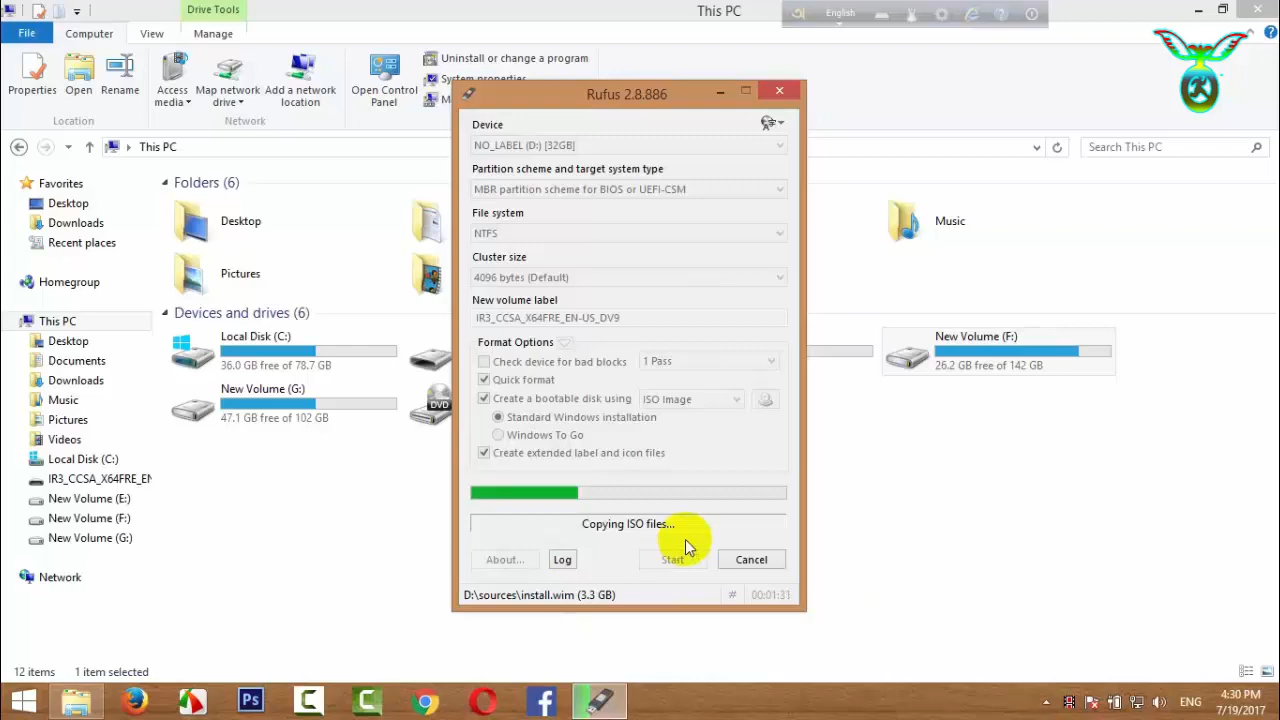 Drive Tools
This PC
English
File
Computer
View
Manage
Properties
Open
Rename
Access media
Map network drive
Add a network location
Open Control Panel
Uninstall or change a program
System properties
Location
Network
This PC
Search This PC
Favorites
Desktop
Downloads
Recent places
Homegroup
This PC
Desktop
Documents
Downloads
Music
Pictures
Videos
Local Disk (C:)
IR3_CCSA_X64FRE_EN
New Volume (E:)
New Volume (F:)
New Volume (G:)
Network
Folders (6)
Desktop
Music
Pictures
Devices and drives (6)
Local Disk (C:)
36.0 GB free of 78.7 GB
New Volume (F:)
26.2 GB free of 142 GB
New Volume (G:)
47.1 GB free of 102 GB
DVD
Rufus 2.8.886
Device
NO_LABEL (D:) [32GB]
Partition scheme and target system type
MBR partition scheme for BIOS or UEFI-CSM
File system
NTFS
Cluster size
4096 bytes (Default)
New volume label
IR3_CCSA_X64FRE_EN-US_DV9
Format Options
Check device for bad blocks
1 Pass
Quick format
Create a bootable disk using
ISO Image
Standard Windows installation
Windows To Go
Create extended label and icon files
Copying ISO files...
About...
Log
Start
Cancel
D:\sources\install.wim (3.3 GB)
#
00:01:31
12 items
1 item selected
Ps
ENG
4:30 PM
7/19/2017